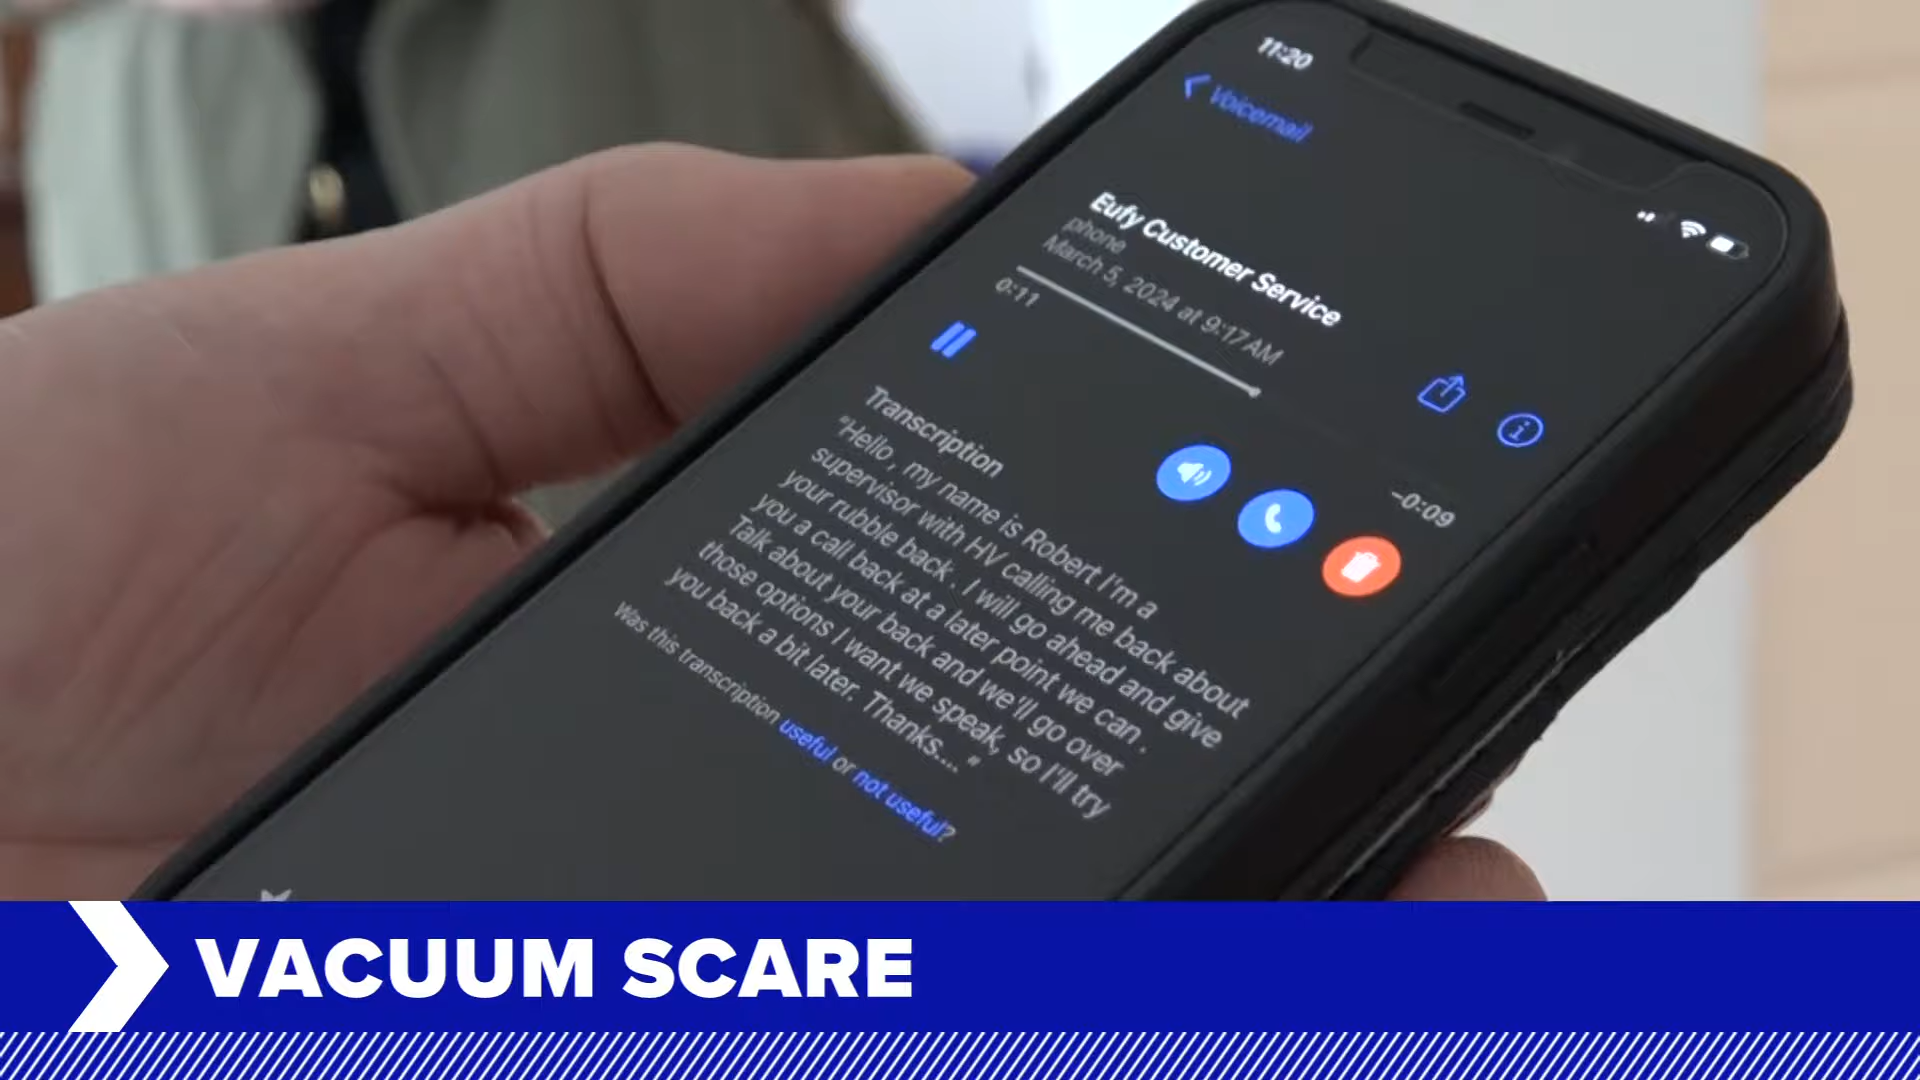 11:20
Voicemail
Eufy Customer Service
phone
March 5, 2024 at 9:17 AM
0:11
-0:09
Transcription
“Hello , my name is Robert I'm a
supervisor with HV calling me back about
your rubble back . I will go ahead and give
you a call back at a later point we can .
Talk about your back and we'll go over
those options I want we speak, so I'll try
you back a bit later. Thanks.... “
Was this transcription useful or not useful?
VACUUM SCARE